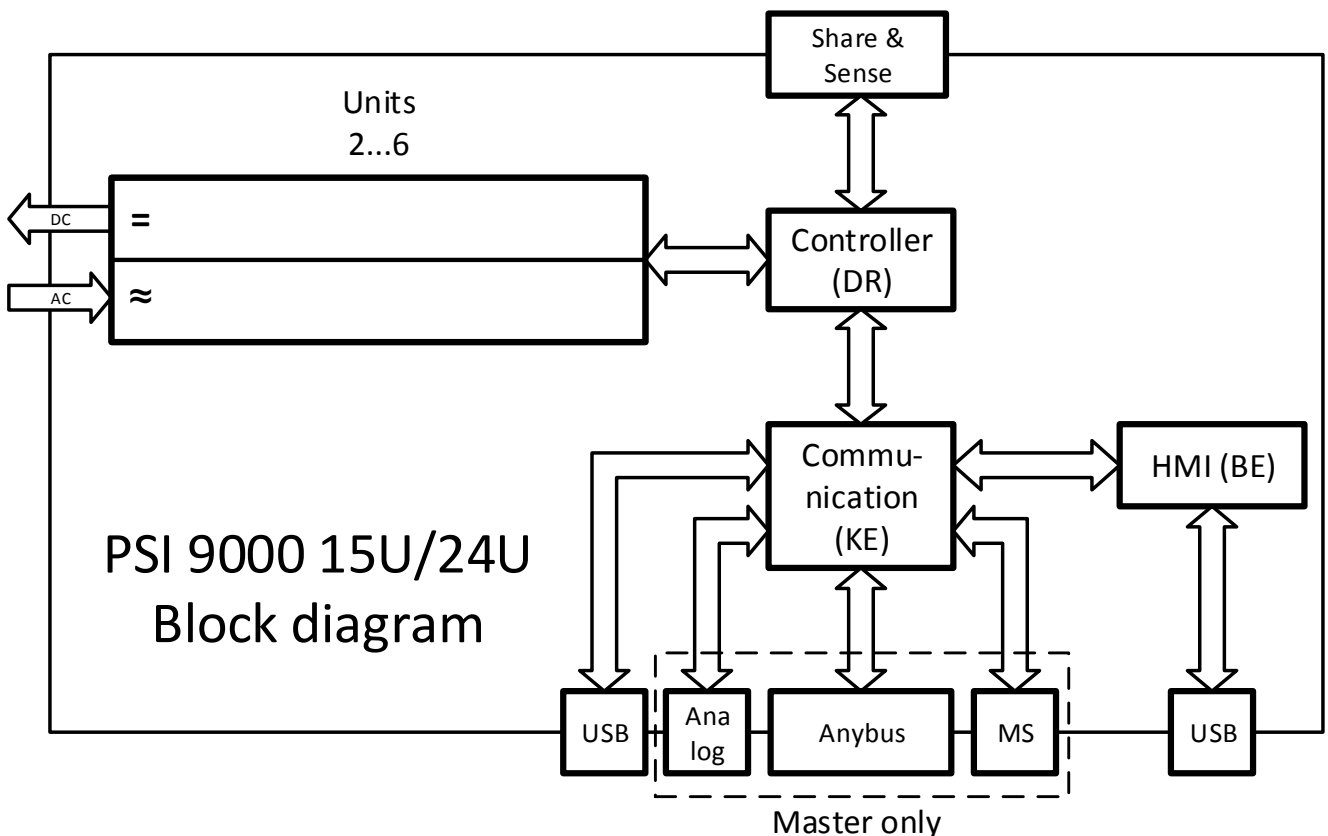 Share &
Sense
Units
2...6
DC
=
AC
≈
Controller
(DR)
Commu-
nication
(KE)
HMI (BE)
PSI 9000 15U/24U
Block diagram
USB
Ana
log
Anybus
MS
USB
Master only